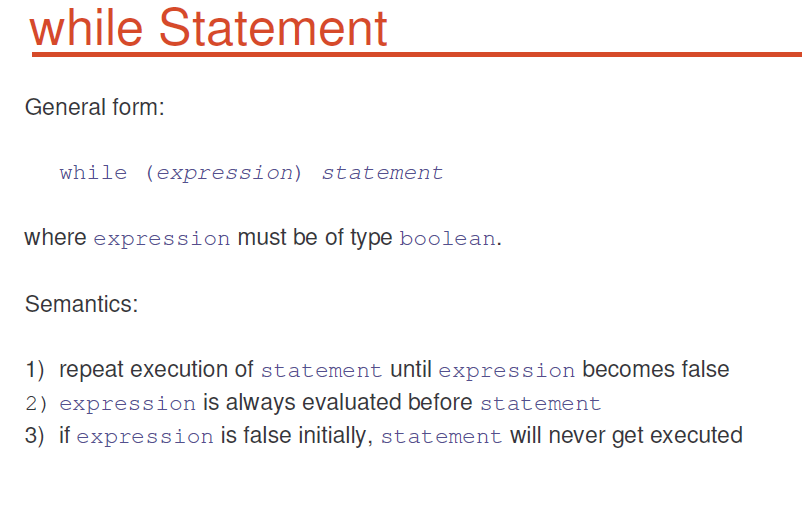 while Statement
General form:
while (expression) statement
where expression must be of type boolean.
Semantics:
1) repeat execution of statement until expression becomes false
2) expression is always evaluated before statement
3) if expression is false initially, statement will never get executed